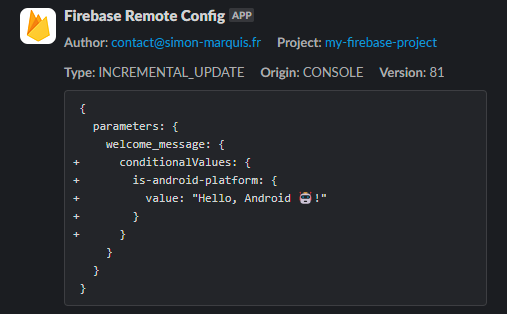 Firebase Remote Config APP
Author: contact@simon-marquis.fr Project: my-firebase-project
Type: INCREMENTAL_UPDATE Origin: CONSOLE Version: 81
{
  parameters: {
    welcome_message: {
+     conditionalValues: {
+       is-android-platform: {
+         value: "Hello, Android 🤖!"
+       }
+     }
    }
  }
}